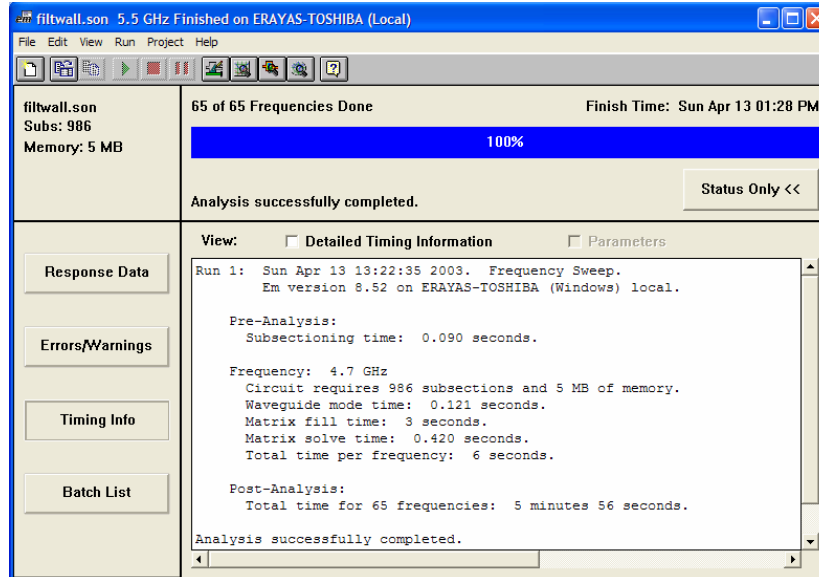 em filtwall.son 5.5 GHz Finished on ERAYAS-TOSHIBA (Local)
File Edit View Run Project Help
filtwall.son
Subs: 986
Memory: 5 MB
65 of 65 Frequencies Done
Finish Time: Sun Apr 13 01:28 PM
100%
Analysis successfully completed.
Status Only <<
View:
Detailed Timing Information
Parameters
Response Data
Errors/Warnings
Timing Info
Batch List
Run 1: Sun Apr 13 13:22:35 2003. Frequency Sweep.
Em version 8.52 on ERAYAS-TOSHIBA (Windows) local.
Pre-Analysis:
Subsectioning time: 0.090 seconds.
Frequency: 4.7 GHz
Circuit requires 986 subsections and 5 MB of memory.
Waveguide mode time: 0.121 seconds.
Matrix fill time: 3 seconds.
Matrix solve time: 0.420 seconds.
Total time per frequency: 6 seconds.
Post-Analysis:
Total time for 65 frequencies: 5 minutes 56 seconds.
Analysis successfully completed.